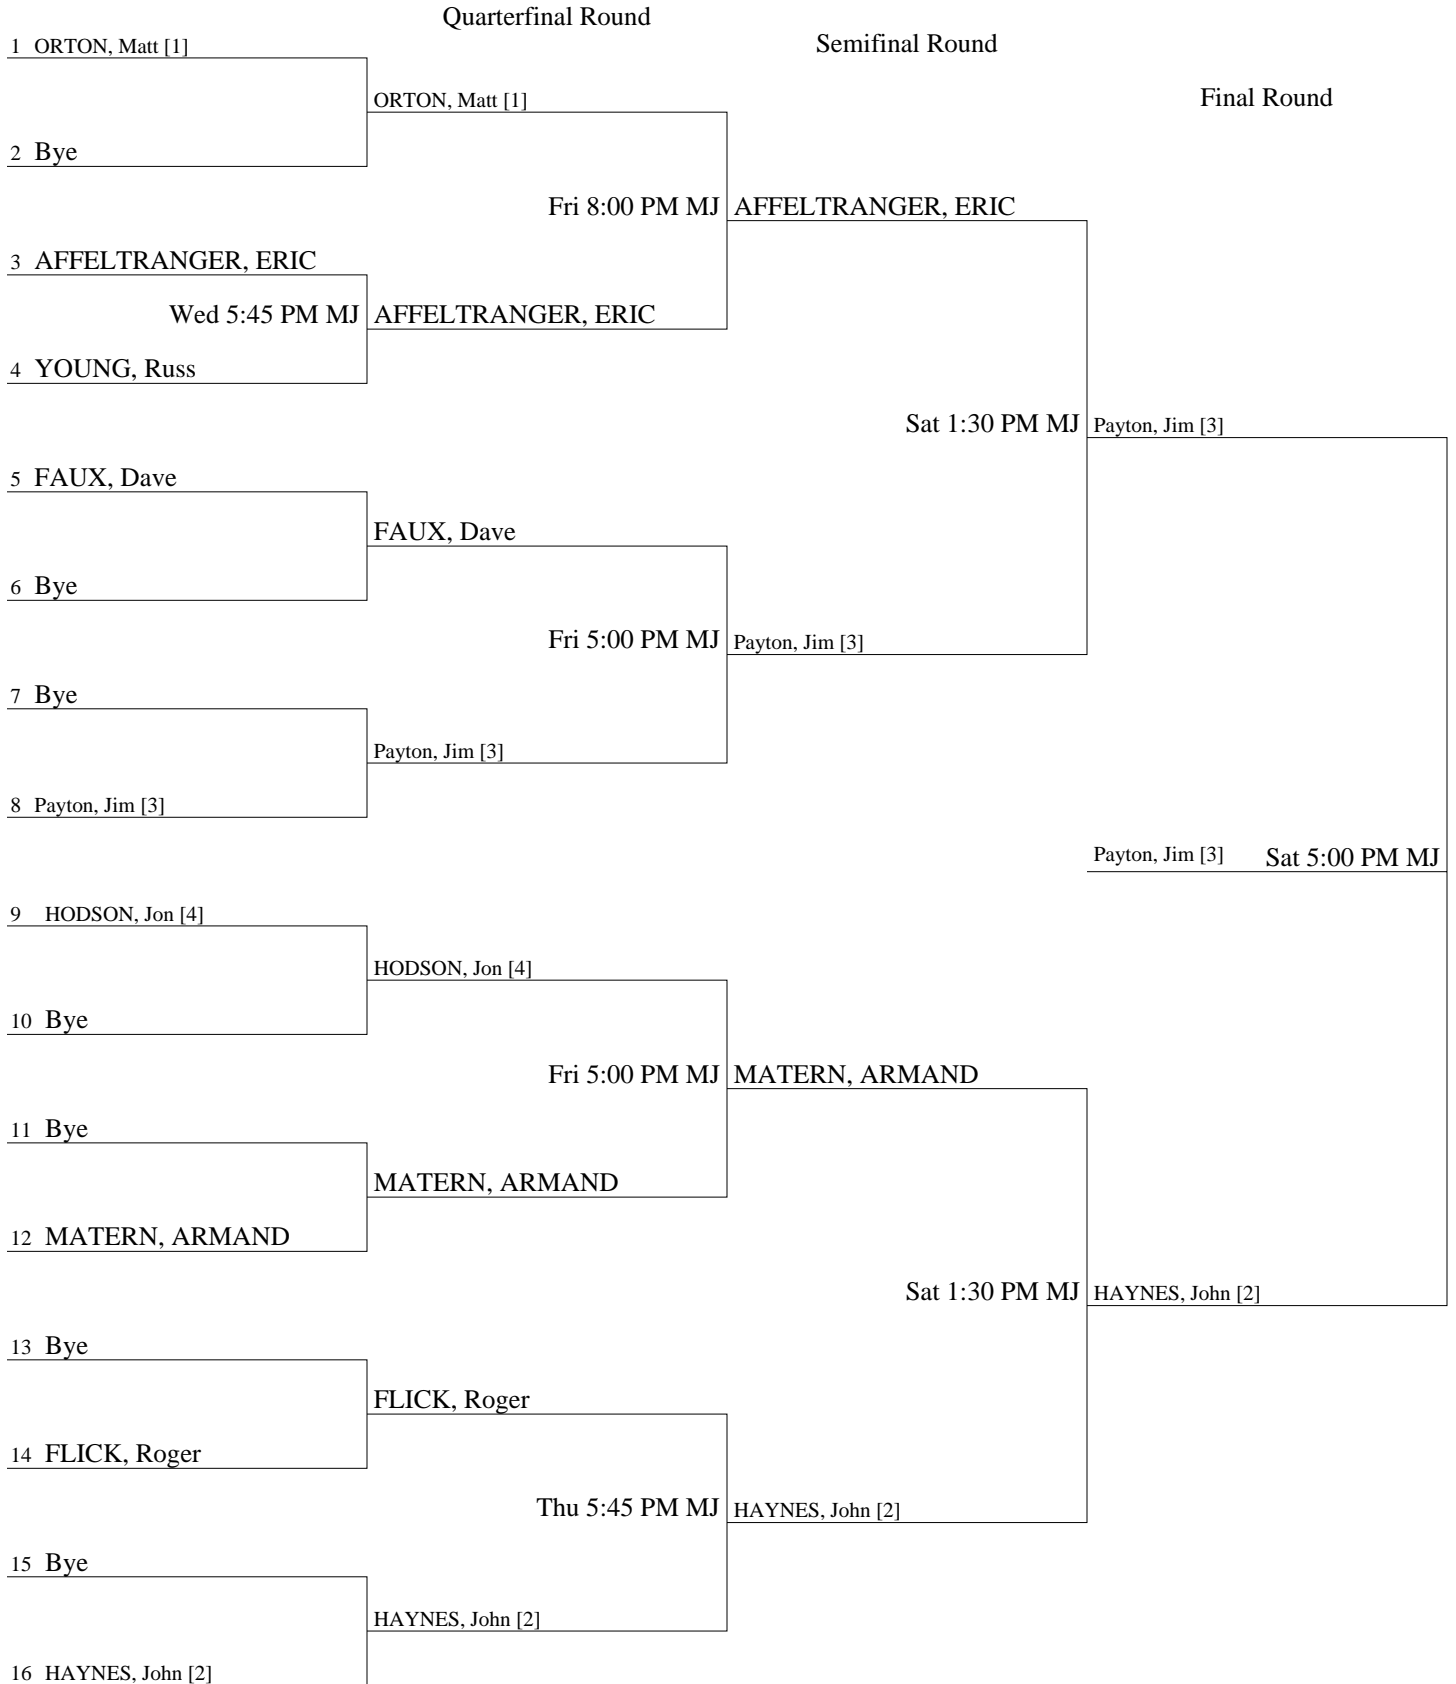 Quarterfinal Round
Semifinal Round
Final Round
1 ORTON, Matt [1]
ORTON, Matt [1]
2 Bye
Fri 8:00 PM MJ AFFELTRANGER, ERIC
3 AFFELTRANGER, ERIC
Wed 5:45 PM MJ AFFELTRANGER, ERIC
4 YOUNG, Russ
Sat 1:30 PM MJ Payton, Jim [3]
5 FAUX, Dave
FAUX, Dave
6 Bye
Fri 5:00 PM MJ Payton, Jim [3]
7 Bye
Payton, Jim [3]
8 Payton, Jim [3]
Payton, Jim [3] Sat 5:00 PM MJ
9 HODSON, Jon [4]
HODSON, Jon [4]
10 Bye
Fri 5:00 PM MJ MATERN, ARMAND
11 Bye
MATERN, ARMAND
12 MATERN, ARMAND
Sat 1:30 PM MJ HAYNES, John [2]
13 Bye
FLICK, Roger
14 FLICK, Roger
Thu 5:45 PM MJ HAYNES, John [2]
15 Bye
HAYNES, John [2]
16 HAYNES, John [2]